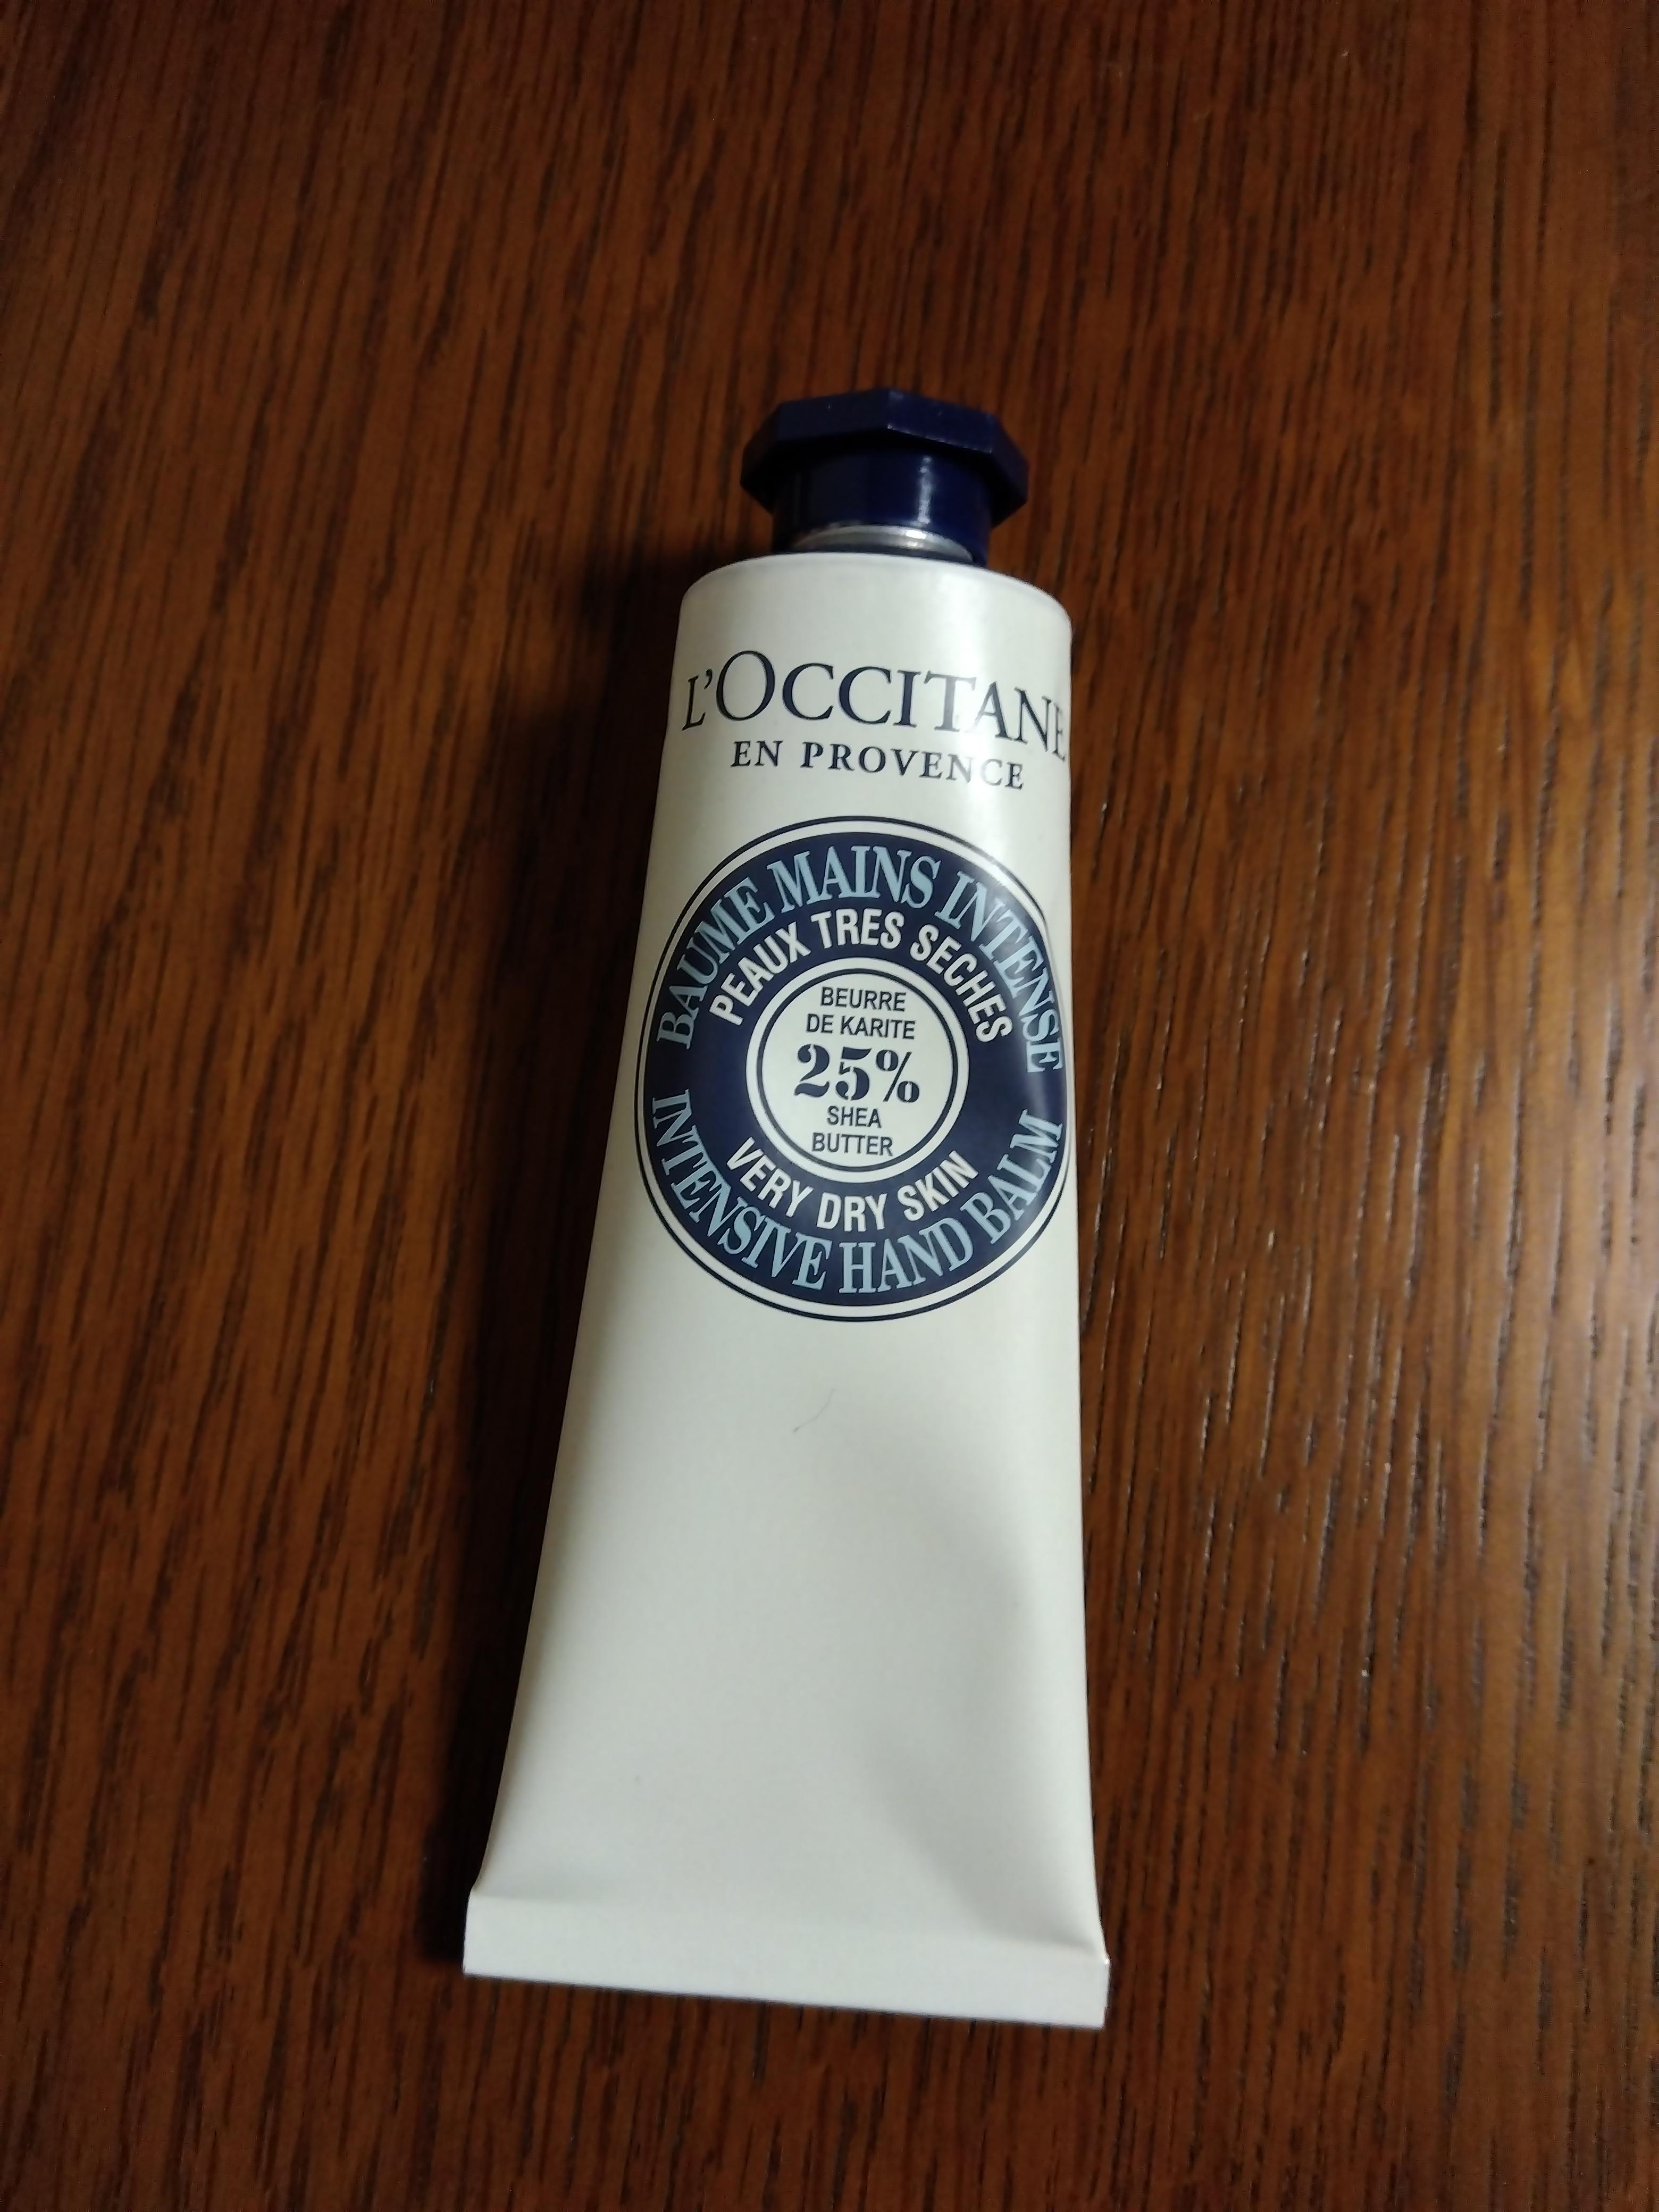 L'OCCITANE
EN PROVENCE
BAUME MAINS INTENSE
PEAUX TRES SECHES
BEURRE
DE KARITE
25%
SHEA
BUTTER
VERY DRY SKIN
INTENSIVE HAND BALM